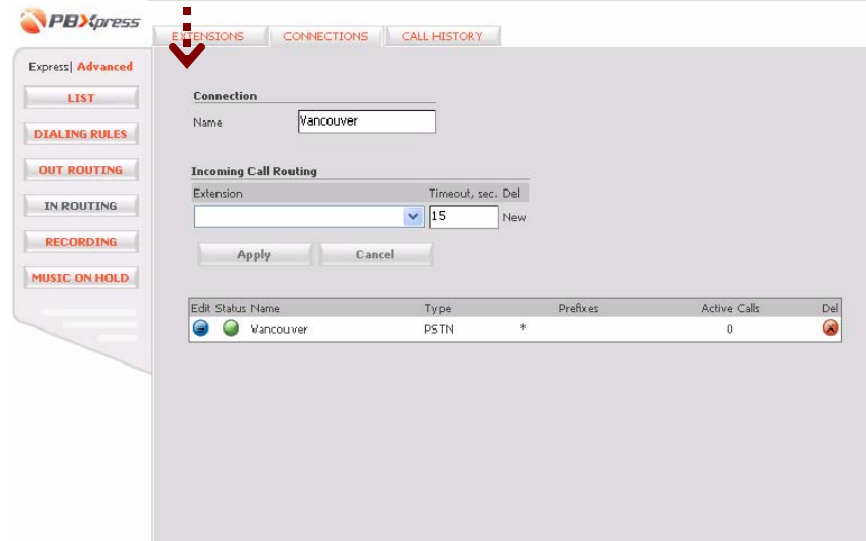 PBXpress
EXTENSIONS CONNECTIONS CALL HISTORY
Express| Advanced
LIST
DIALING RULES
OUT ROUTING
IN ROUTING
RECORDING
MUSIC ON HOLD
Connection
Name Vancouver
Incoming Call Routing
Extension Timeout, sec. Del
15 New
Apply Cancel
Edit Status Name Type Prefixes Active Calls Del
Vancouver PSTN * 0